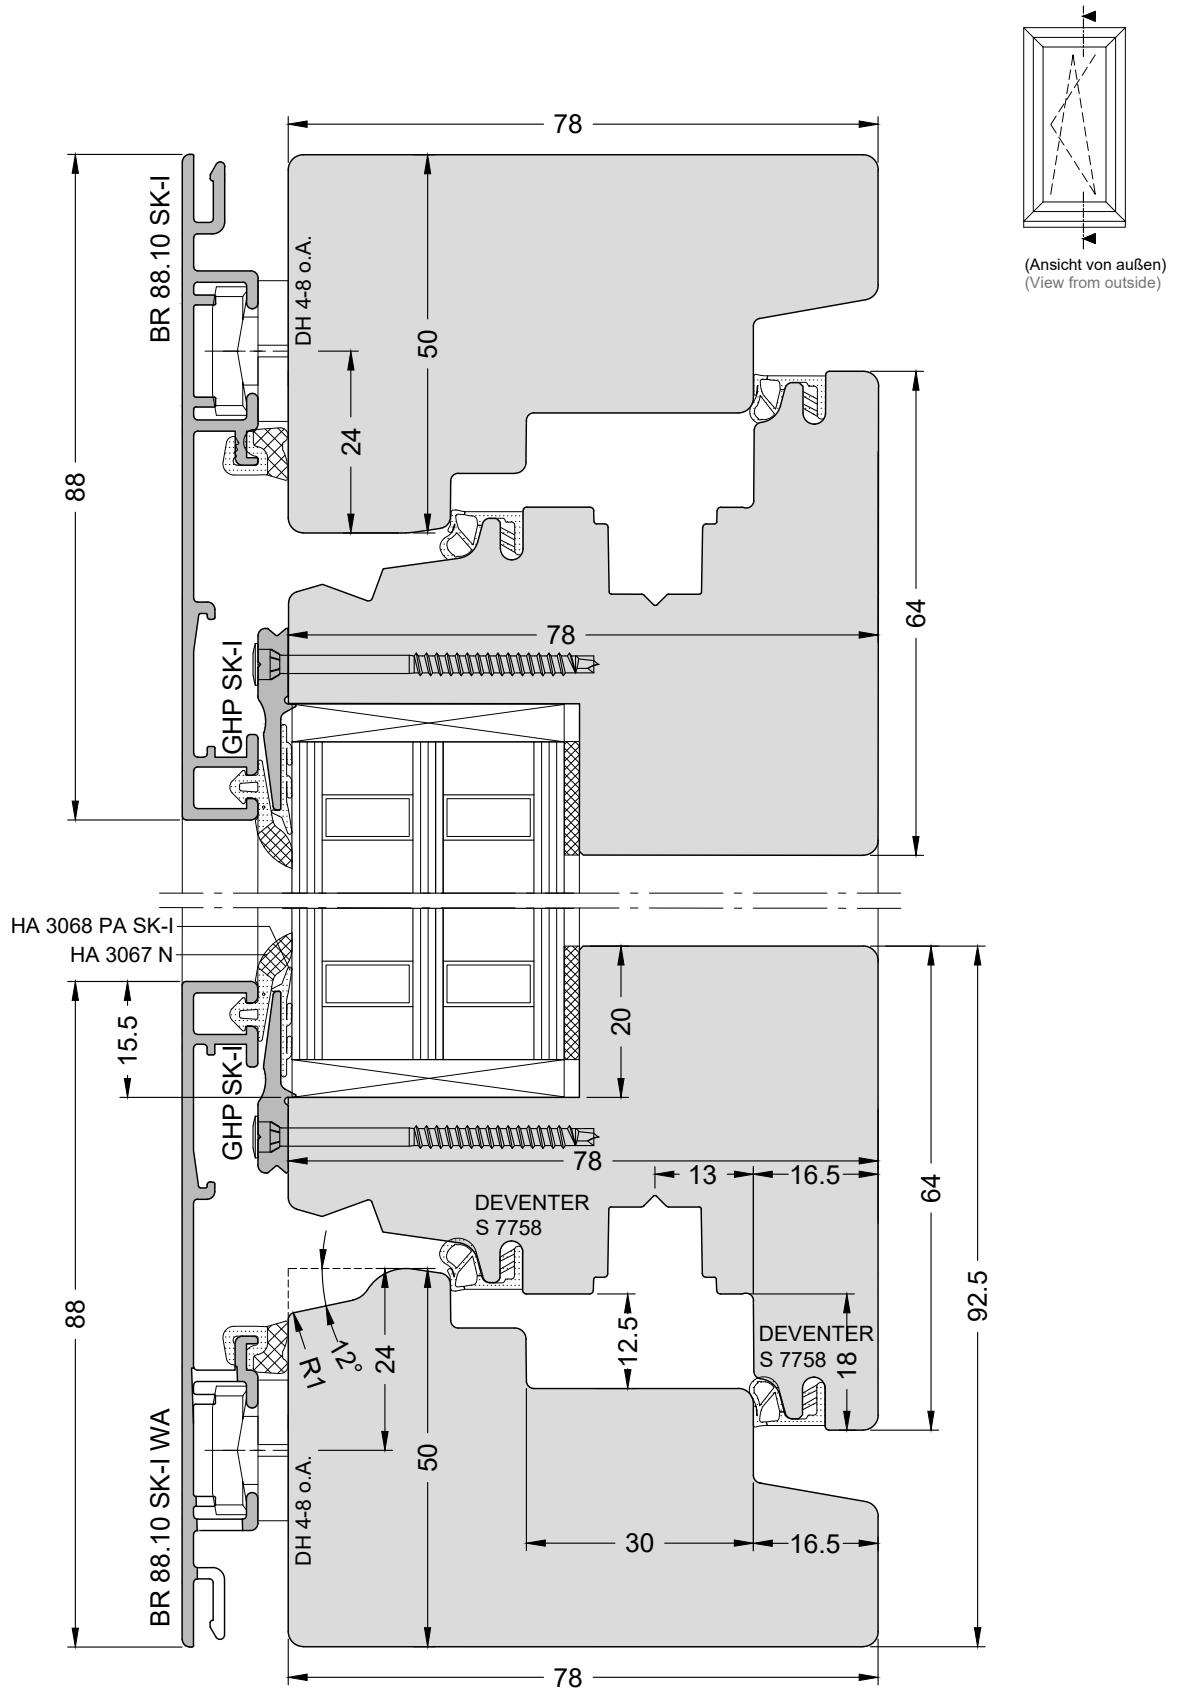 (Ansicht von außen)
(View from outside)
78
BR 88.10 SK-I
DH 4-8 o.A.
50
24
88
78
64
GHP SK-I
HA 3068 PA SK-I
HA 3067 N
15.5
20
GHP SK-I
78
13
16.5
64
DEVENTER
S 7758
92.5
88
12°
R1
24
12.5
DEVENTER
S 7758
18
BR 88.10 SK-I WA
DH 4-8 o.A.
50
30
16.5
78